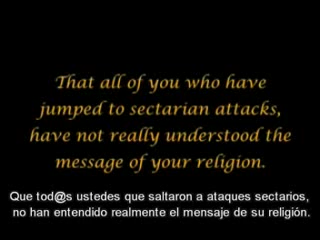 That all of you who have
jumped to sectarian attacks,
have not really understood the
message of your religion.
Que tod@s ustedes que saltaron a ataques sectarios,
no han entendido realmente el mensaje de su religión.